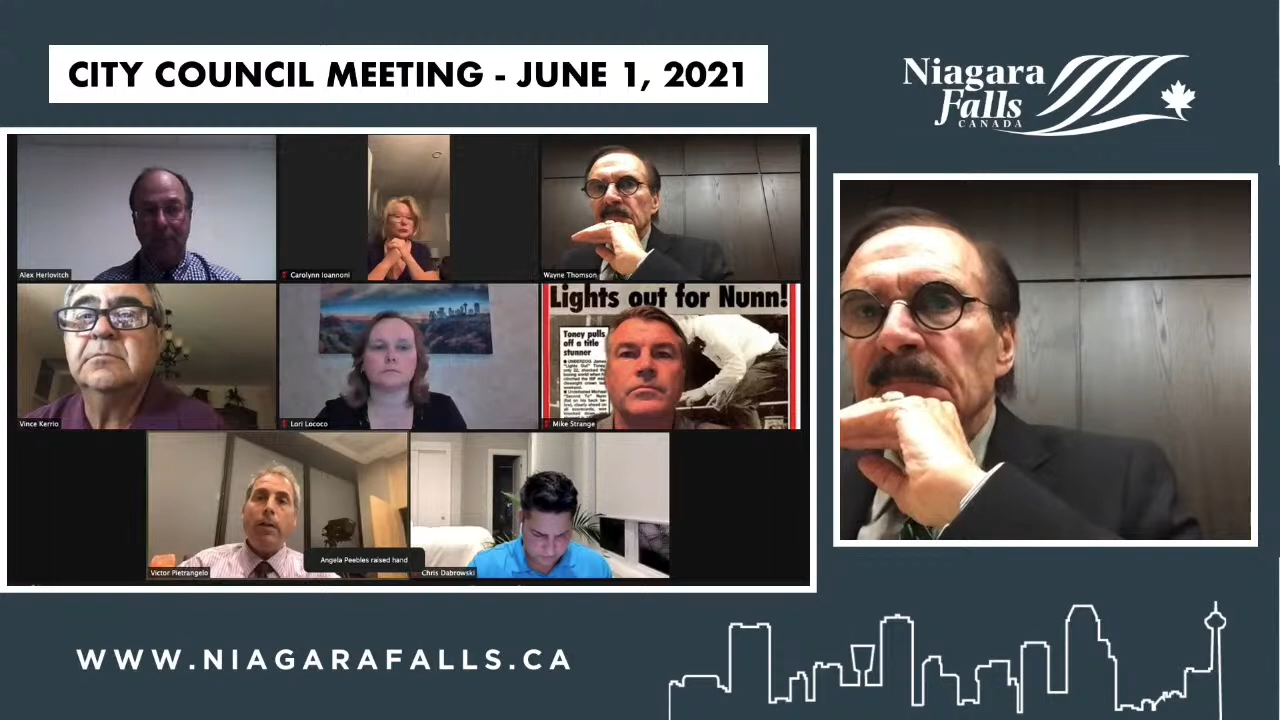 CITY COUNCIL MEETING - JUNE 1, 2021
Niagara
Falls
CANADA
Alex Herlovitch
Carolynn Ioannoni
Wayne Thomson
Lights out for Nunn!
Toney pulls
off a title
stunner
Vince Kerrio
Lori Lococo
Mike Strange
Angela Peebles raised hand
Victor Pietrangelo
Chris Dabrowski
WWW.NIAGARAFALLS.CA